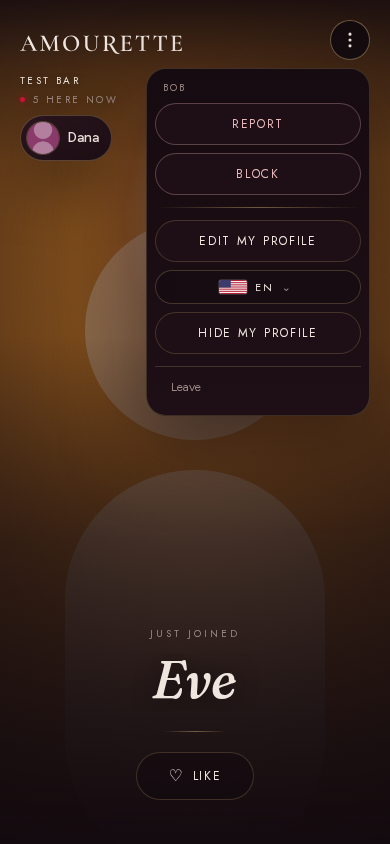 AMOURETTE
TEST BAR
5 HERE NOW
Dana
BOB
REPORT
BLOCK
EDIT MY PROFILE
EN
HIDE MY PROFILE
Leave
JUST JOINED
Eve
♡ LIKE